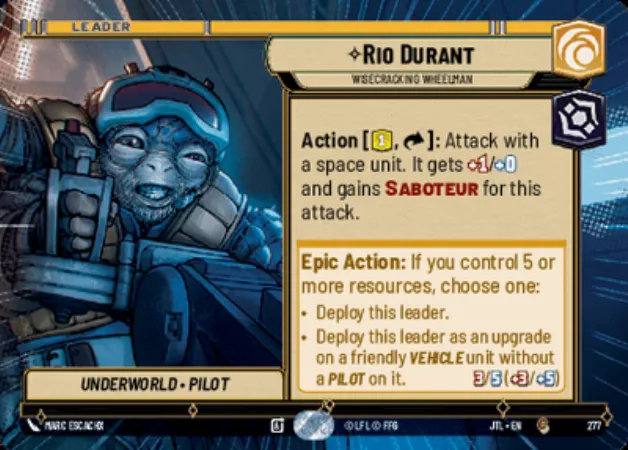 LEADER
RIO DURANT
WISECRACKING WHEELMAN
Action [1, ]: Attack with
a space unit. It gets +1/+0
and gains SABOTEUR for this
attack.
Epic Action: If you control 5 or
more resources, choose one:
• Deploy this leader.
• Deploy this leader as an upgrade
on a friendly VEHICLE unit without
a PILOT on it. 3/5 (+3/+5)
UNDERWORLD • PILOT
MARC ESCACHX
© LFL © FFG
JTL • EN
277